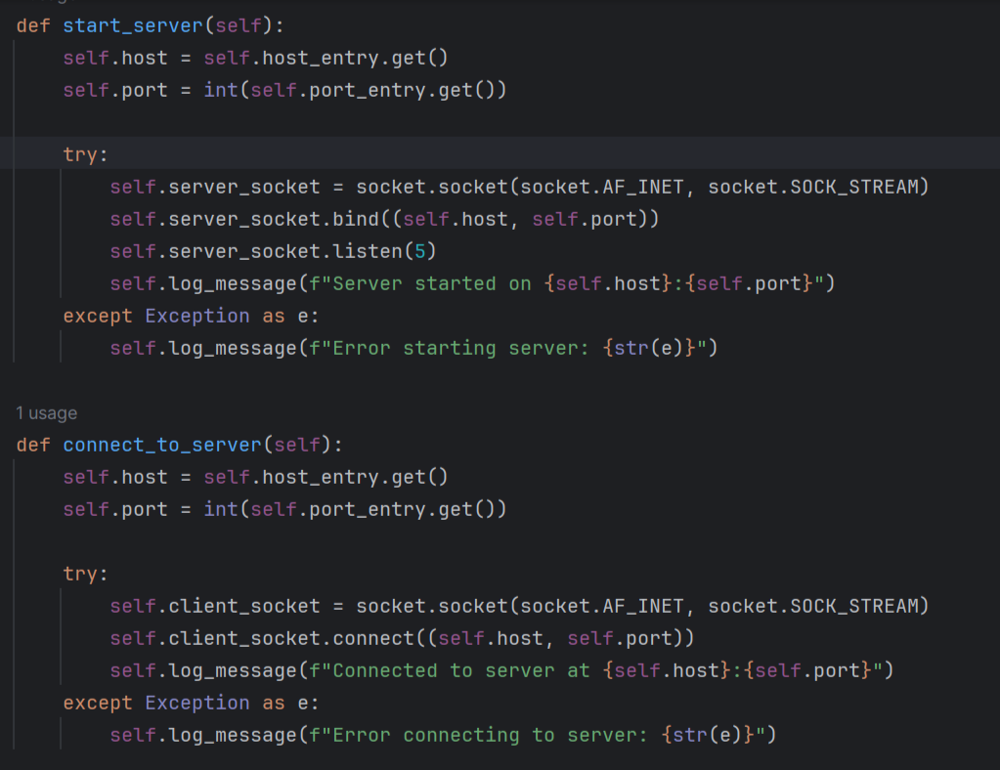 def start_server(self):
    self.host = self.host_entry.get()
    self.port = int(self.port_entry.get())

    try:
        self.server_socket = socket.socket(socket.AF_INET, socket.SOCK_STREAM)
        self.server_socket.bind((self.host, self.port))
        self.server_socket.listen(5)
        self.log_message(f"Server started on {self.host}:{self.port}")
    except Exception as e:
        self.log_message(f"Error starting server: {str(e)}")

1 usage
def connect_to_server(self):
    self.host = self.host_entry.get()
    self.port = int(self.port_entry.get())

    try:
        self.client_socket = socket.socket(socket.AF_INET, socket.SOCK_STREAM)
        self.client_socket.connect((self.host, self.port))
        self.log_message(f"Connected to server at {self.host}:{self.port}")
    except Exception as e:
        self.log_message(f"Error connecting to server: {str(e)}")